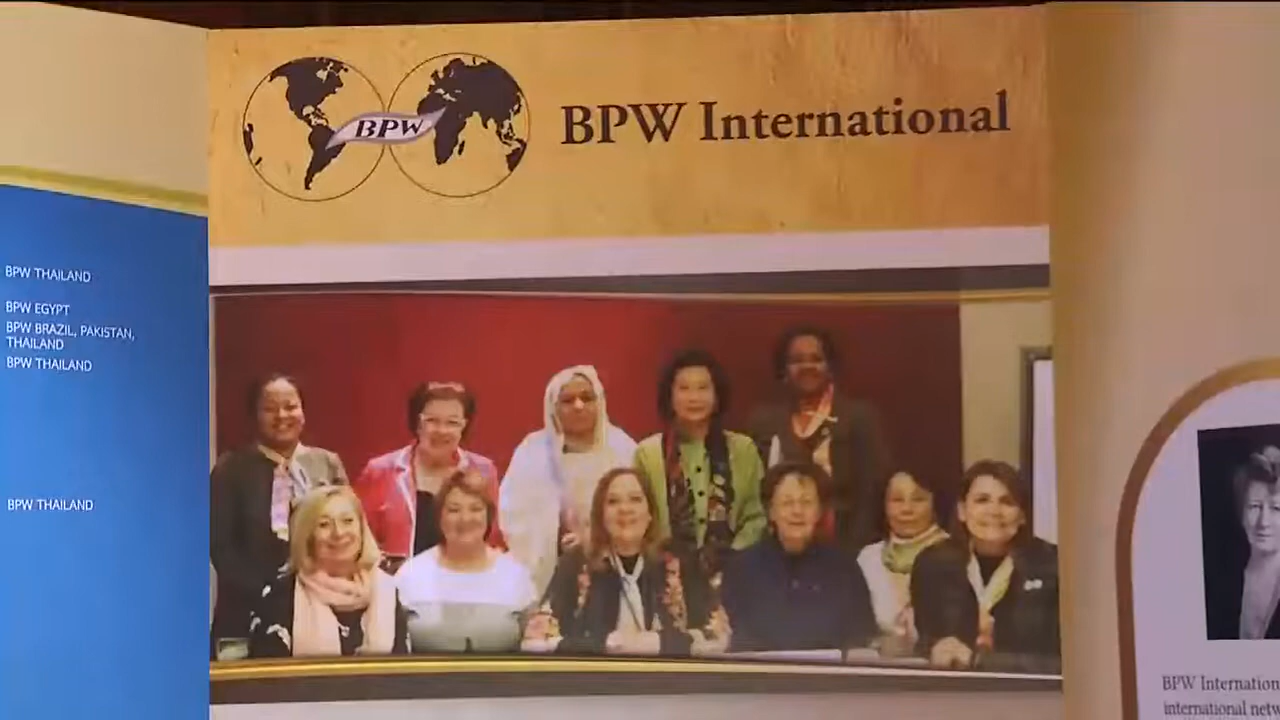 BPW
BPW International
BPW THAILAND
BPW EGYPT
BPW BRAZIL, PAKISTAN,
THAILAND
BPW THAILAND
BPW THAILAND
BPW Internation
international netw